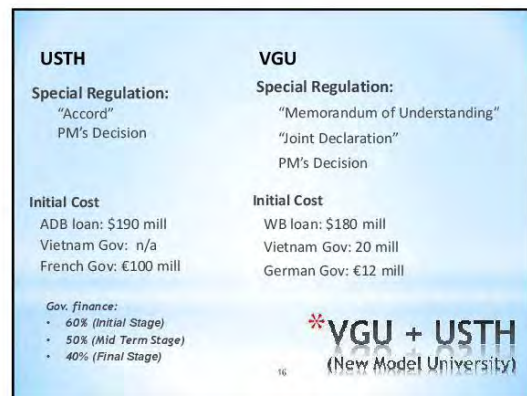 USTH
Special Regulation:
"Accord"
PM's Decision
Initial Cost
ADB loan: $190 mill
Vietnam Gov: n/a
French Gov: €100 mill
Gov. finance:
• 60% (Initial Stage)
• 50% (Mid Term Stage)
• 40% (Final Stage)
VGU
Special Regulation:
"Memorandum of Understanding"
"Joint Declaration"
PM's Decision
Initial Cost
WB loan: $180 mill
Vietnam Gov: 20 mill
German Gov: €12 mill
*VGU + USTH
(New Model University)
16